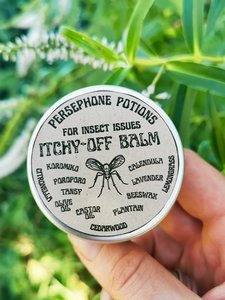 PERSEPHONE POTIONS
FOR INSECT ISSUES
ITCHY-OFF BALM
KOROMIKO
POROPORO
TANSY
OLIVE OIL
CASTOR OIL
CALENDULA
LAVENDER
BEESWAX
PLANTAIN
CITRONELLA
CEDARWOOD
LEMONGRASS